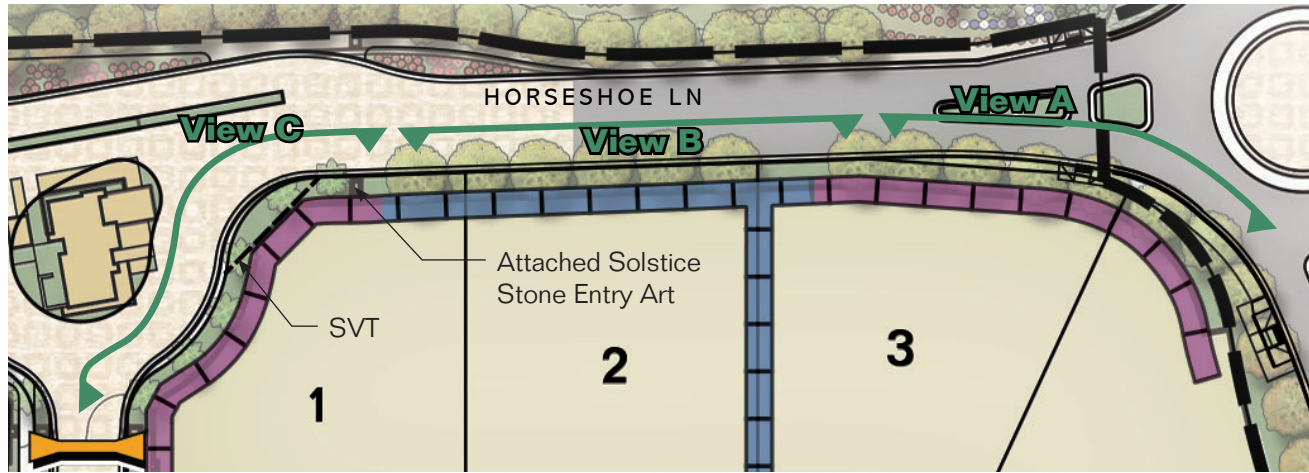 HORSESHOE LN
View A
View C
View B
Attached Solstice
Stone Entry Art
SVT
1
2
3